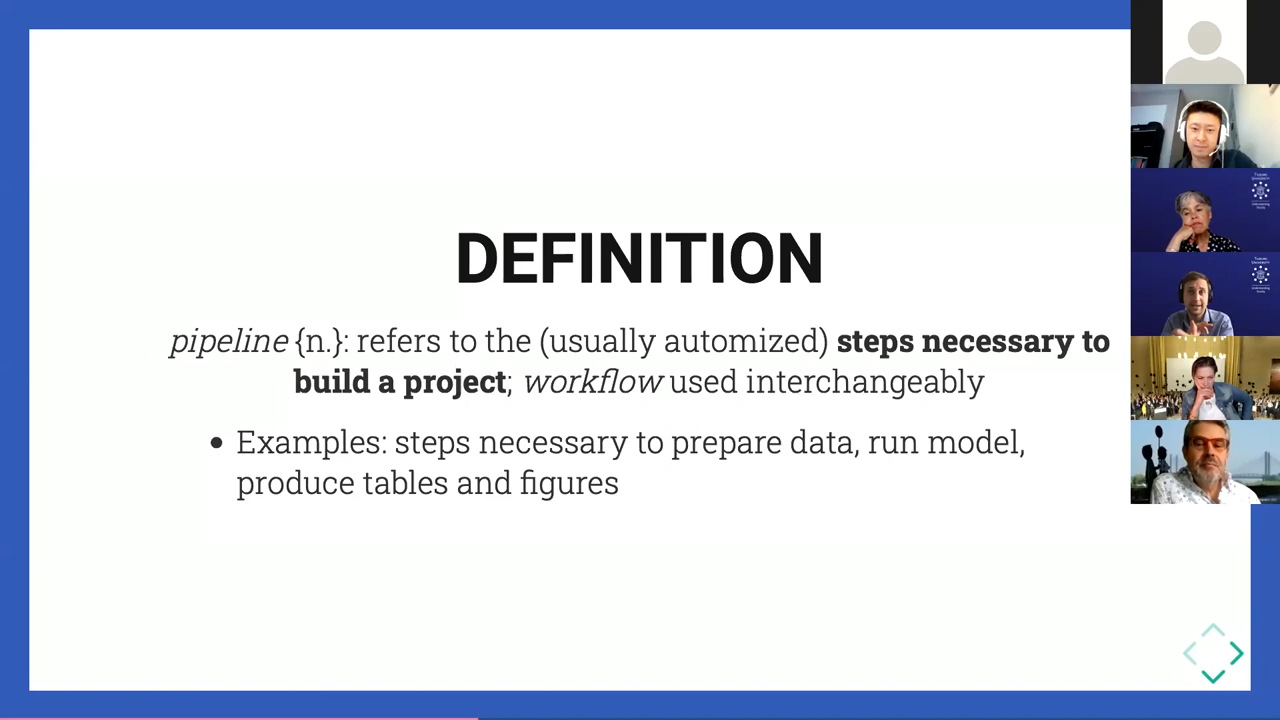 DEFINITION
pipeline {n.}: refers to the (usually automized) steps necessary to
build a project; workflow used interchangeably
• Examples: steps necessary to prepare data, run model,
produce tables and figures